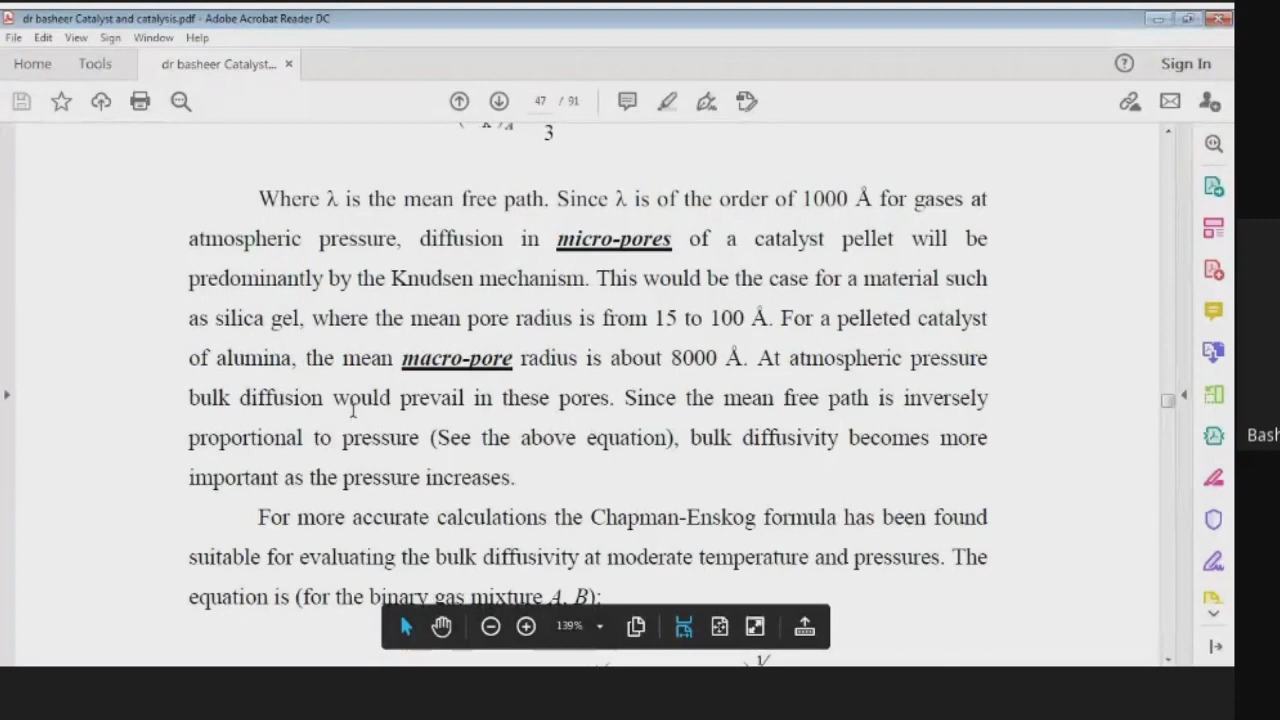 dr basheer Catalyst and catalysis.pdf - Adobe Acrobat Reader DC
File Edit View Sign Window Help
Home Tools dr basheer Catalyst... ×
? Sign In
47 / 91
3
Where λ is the mean free path. Since λ is of the order of 1000 Å for gases at
atmospheric pressure, diffusion in micro-pores of a catalyst pellet will be
predominantly by the Knudsen mechanism. This would be the case for a material such
as silica gel, where the mean pore radius is from 15 to 100 Å. For a pelleted catalyst
of alumina, the mean macro-pore radius is about 8000 Å. At atmospheric pressure
bulk diffusion would prevail in these pores. Since the mean free path is inversely
proportional to pressure (See the above equation), bulk diffusivity becomes more
important as the pressure increases.
For more accurate calculations the Chapman-Enskog formula has been found
suitable for evaluating the bulk diffusivity at moderate temperature and pressures. The
equation is (for the binary gas mixture A, B);
139%
Bash